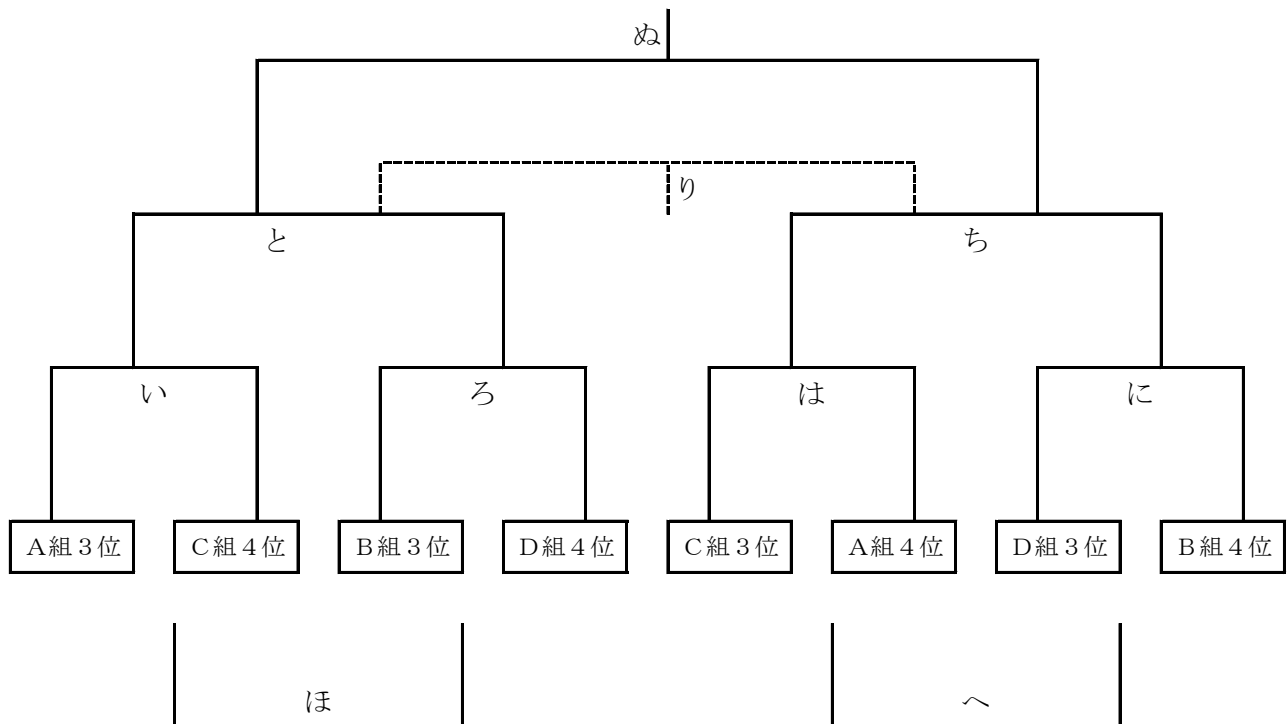 ぬ
り
と ち
い ろ は に
A組3位 C組4位 B組3位 D組4位 C組3位 A組4位 D組3位 B組4位
ほ へ